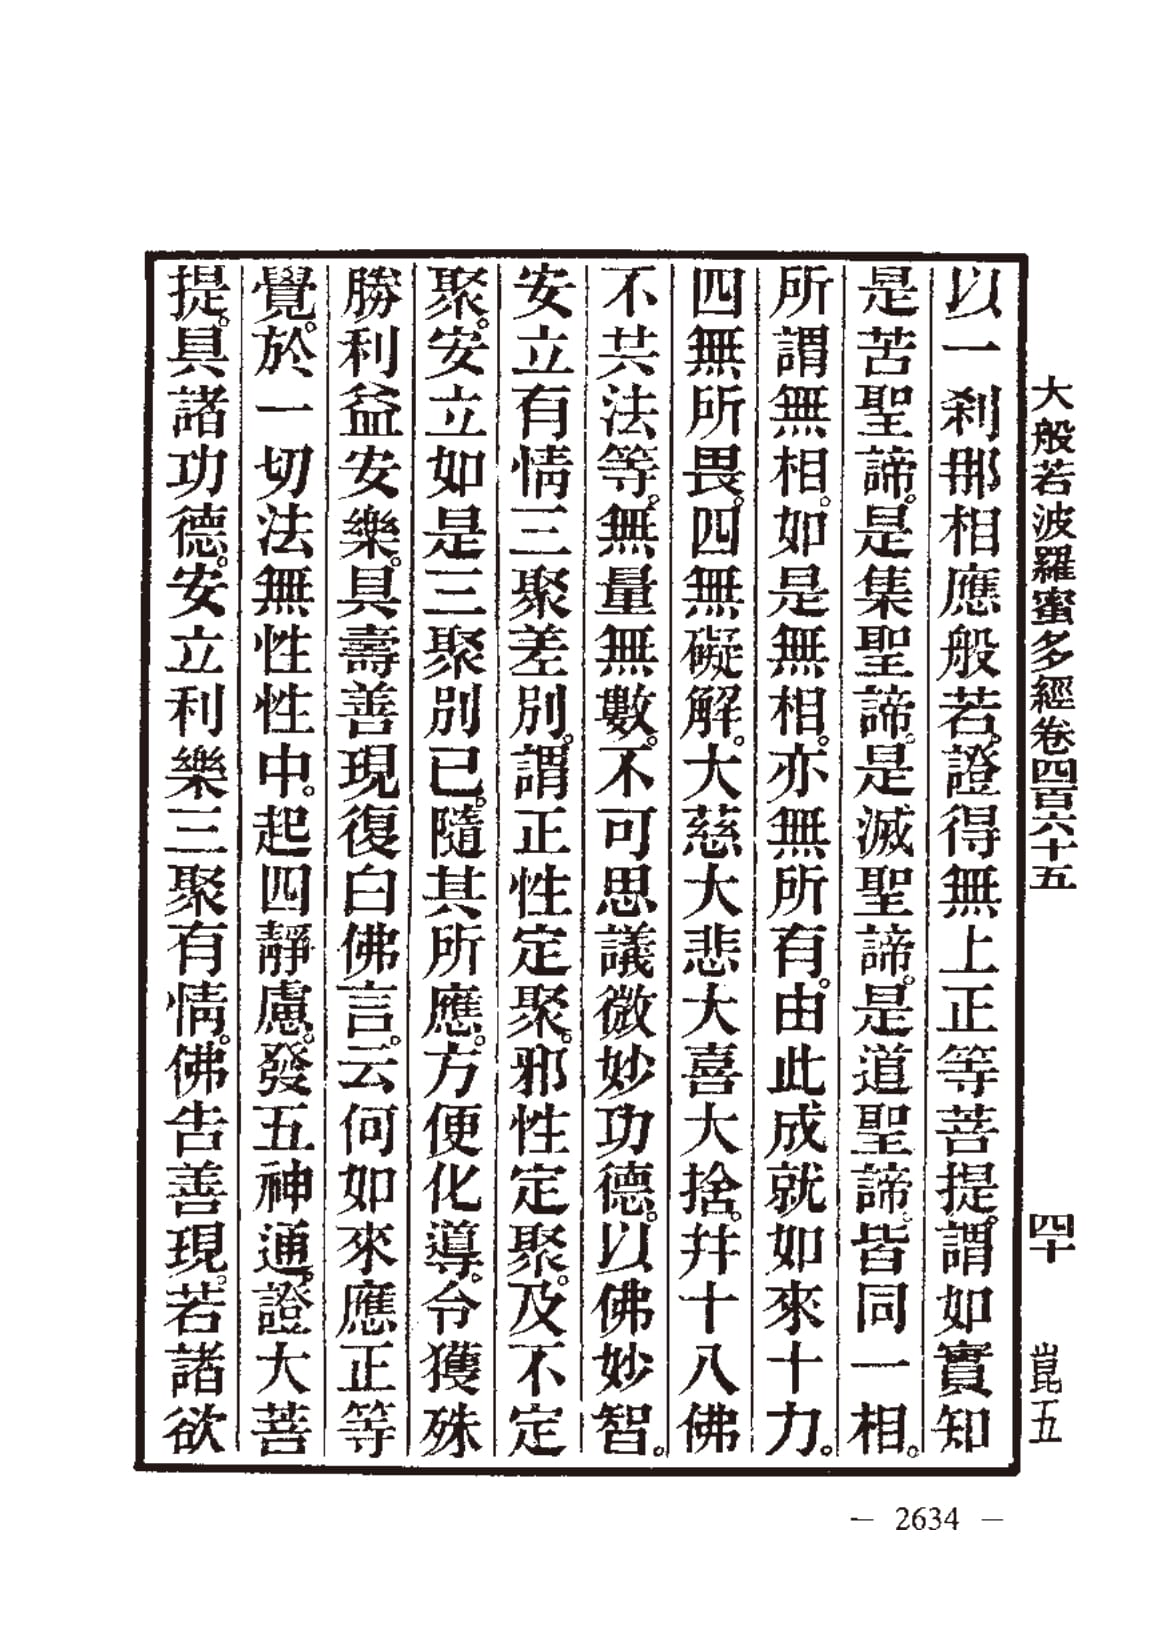 大般若波羅蜜多經卷四百六十五 四十 崑五
以一剎那相應般若。證得無上正等菩提。謂如實知
是苦聖諦。是集聖諦。是滅聖諦。是道聖諦。皆同一相。
所謂無相。如是無相。亦無所有。由此成就如來十力。
四無所畏。四無礙解。大慈大悲大喜大捨。幷十八佛
不共法等。無量無數。不可思議微妙功德。以佛妙智。
安立有情三聚差別。謂正性定聚。邪性定聚。及不定
聚。安立如是三聚別已。隨其所應。方便化導。令獲殊
勝利益安樂。具壽善現復白佛言。云何如來應正等
覺。於一切法無性性中。起四靜慮。發五神通。證大菩
提。具諸功德。安立利樂三聚有情。佛告善現。若諸欲
— 2634 —